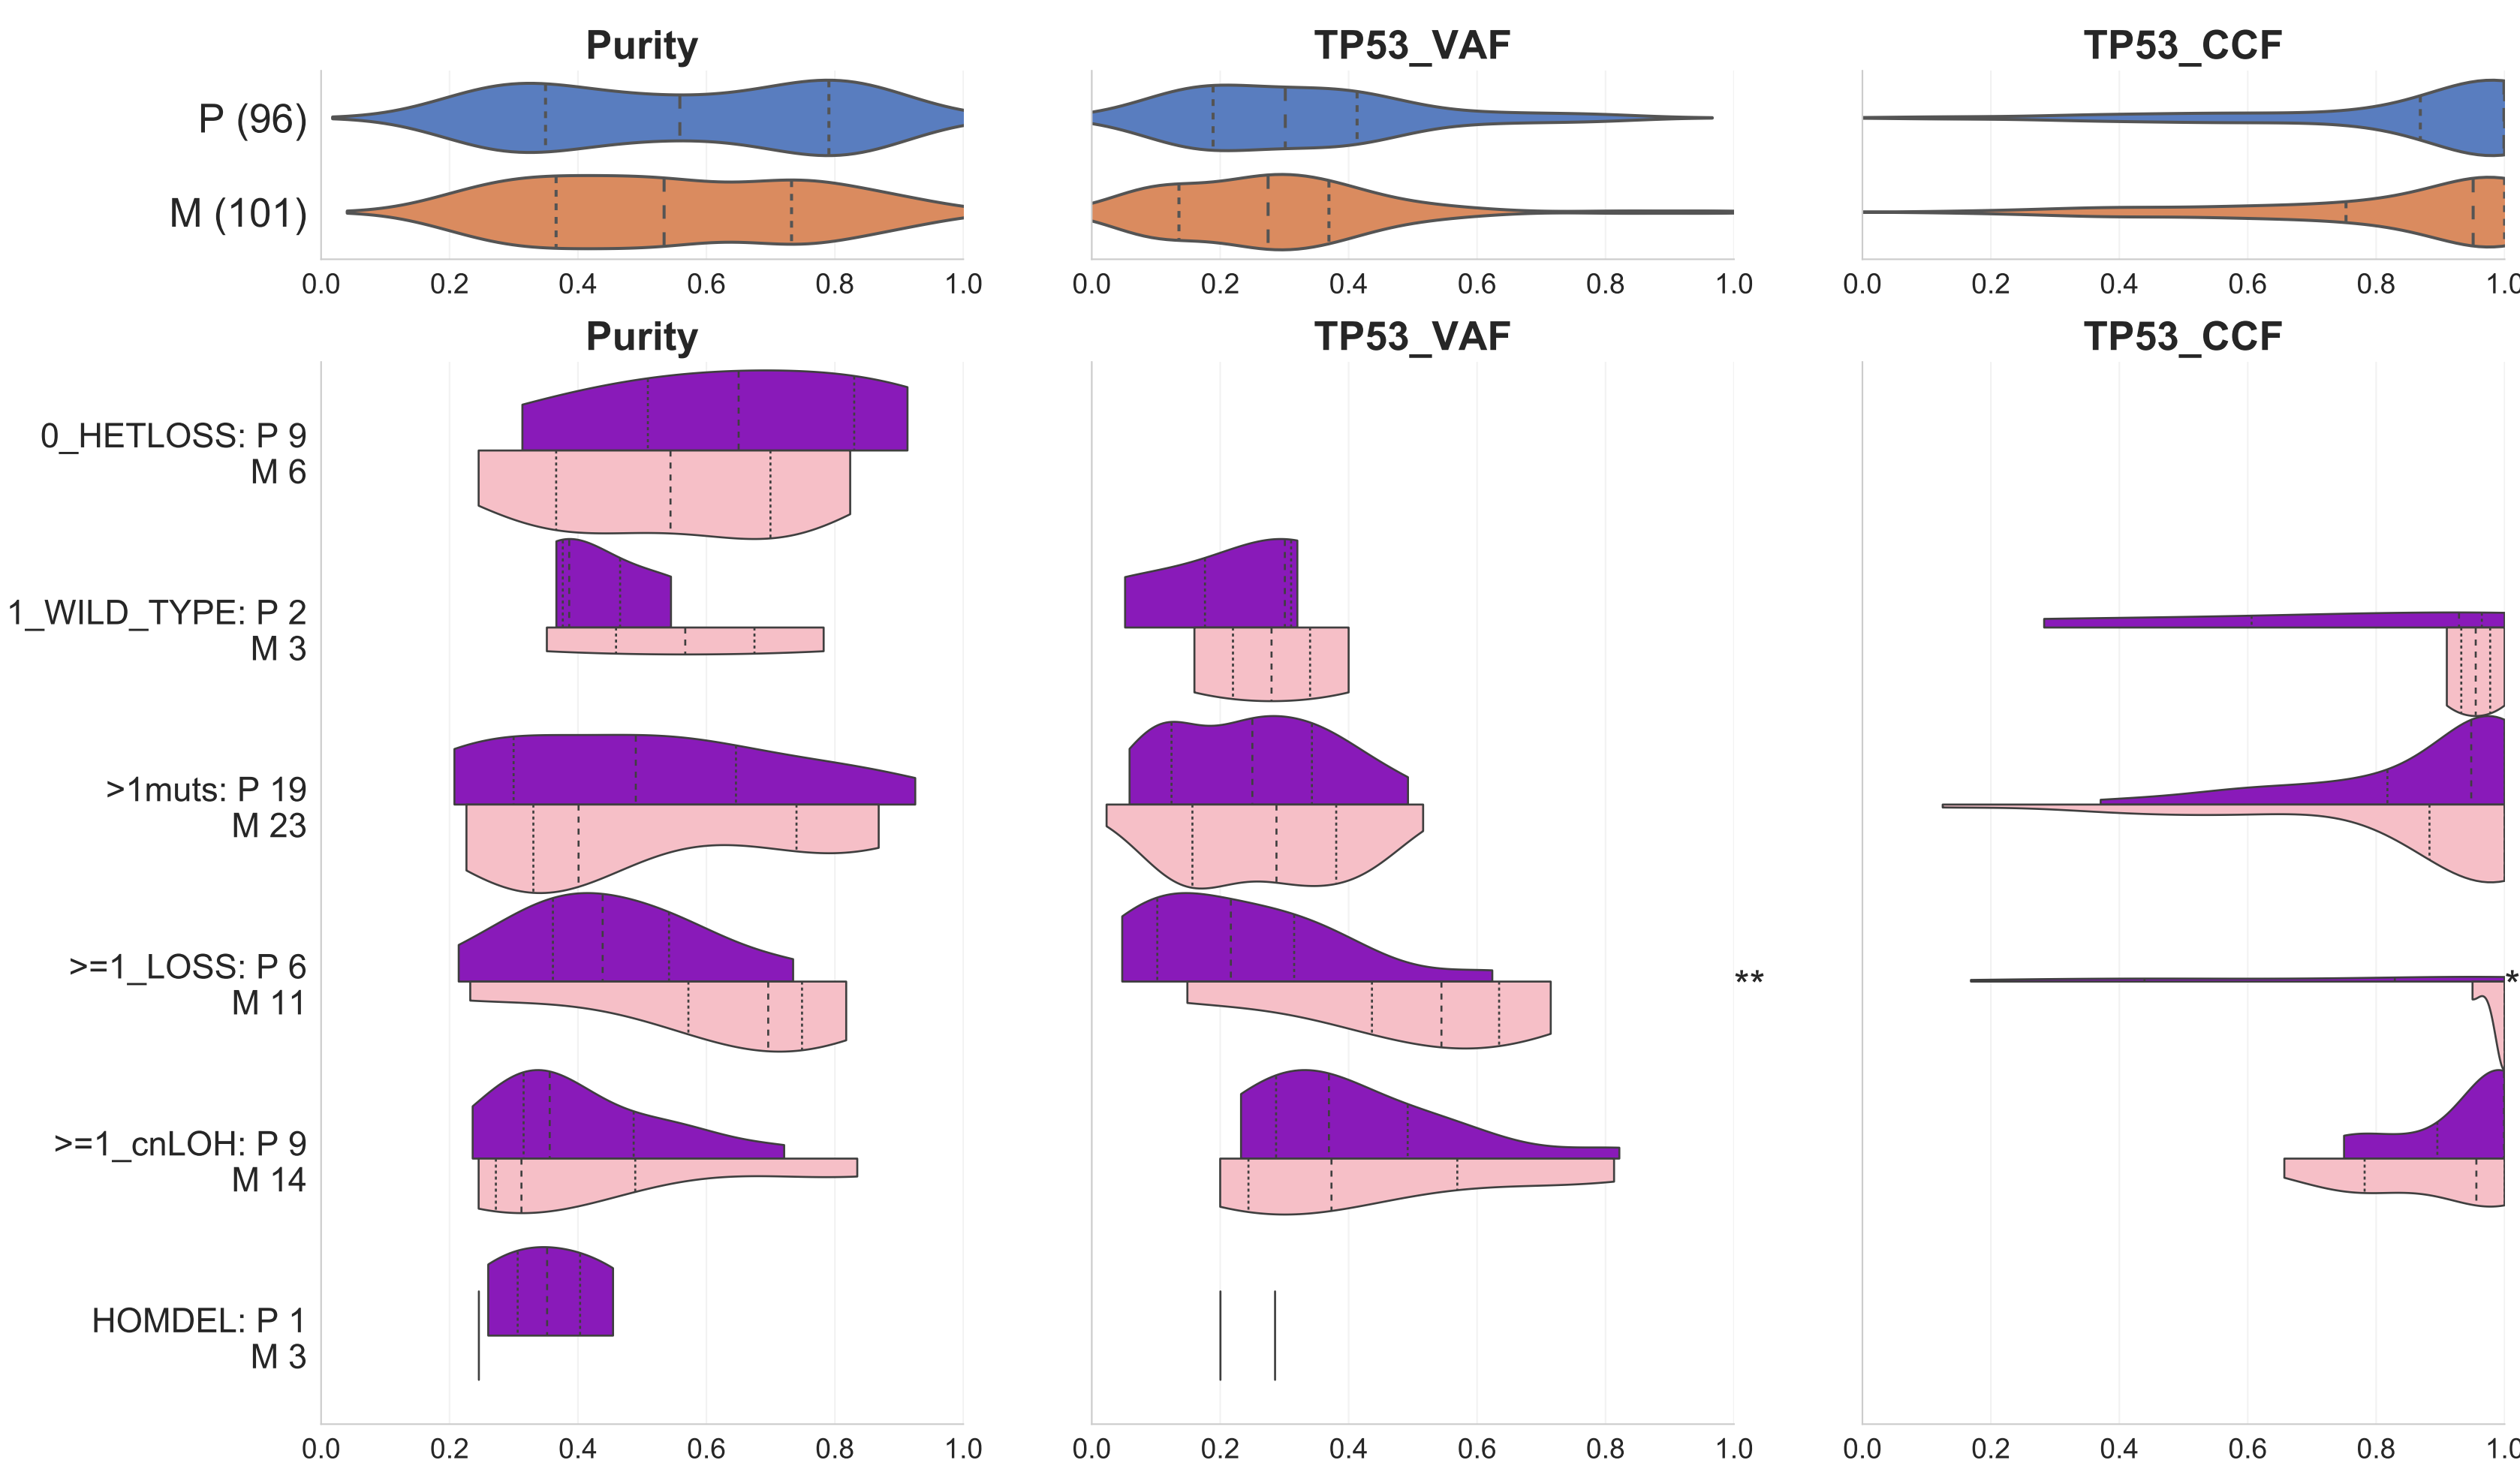 Purity TP53_VAF TP53_CCF
P (96)
M (101)
0.0 0.2 0.4 0.6 0.8 1.0 0.0 0.2 0.4 0.6 0.8 1.0 0.0 0.2 0.4 0.6 0.8 1.0
Purity TP53_VAF TP53_CCF
0_HETLOSS: P 9
M 6
1_WILD_TYPE: P 2
M 3
>1muts: P 19
M 23
>=1_LOSS: P 6 ** *
M 11
>=1_cnLOH: P 9
M 14
HOMDEL: P 1
M 3
0.0 0.2 0.4 0.6 0.8 1.0 0.0 0.2 0.4 0.6 0.8 1.0 0.0 0.2 0.4 0.6 0.8 1.0